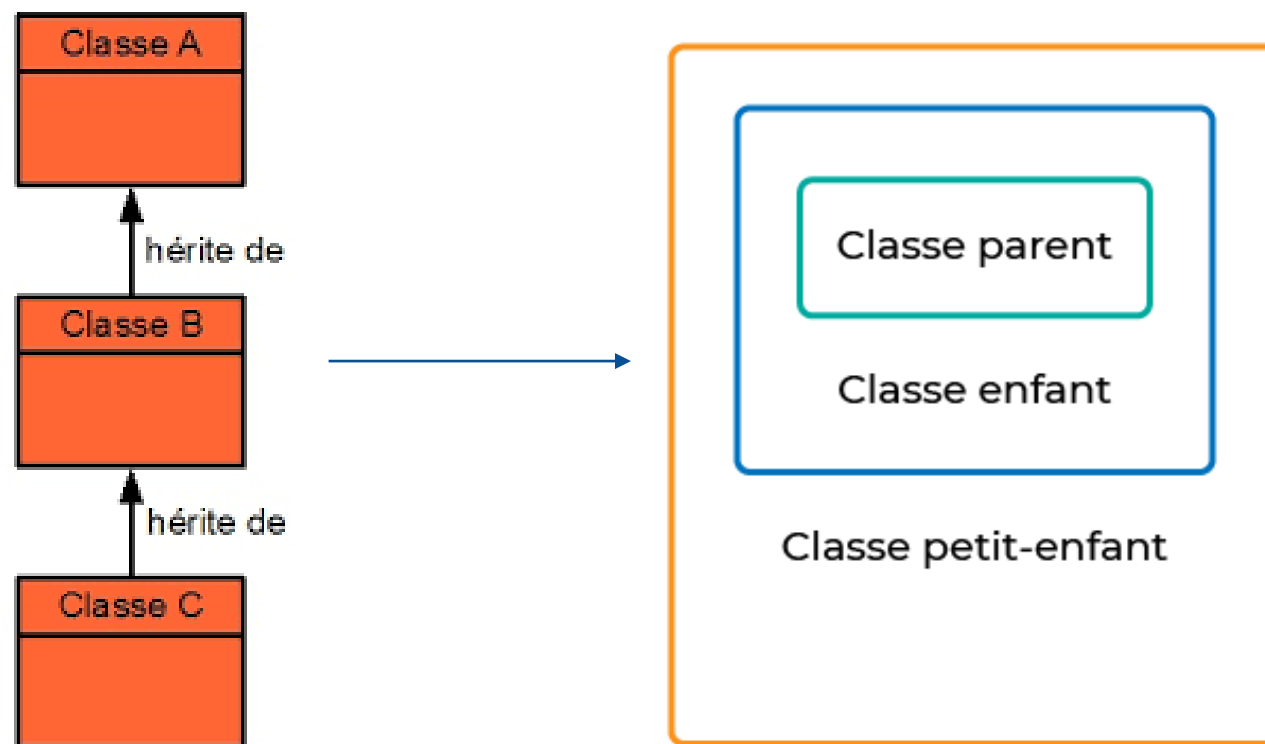 Classe A
hérite de
Classe B
hérite de
Classe C
Classe parent
Classe enfant
Classe petit-enfant